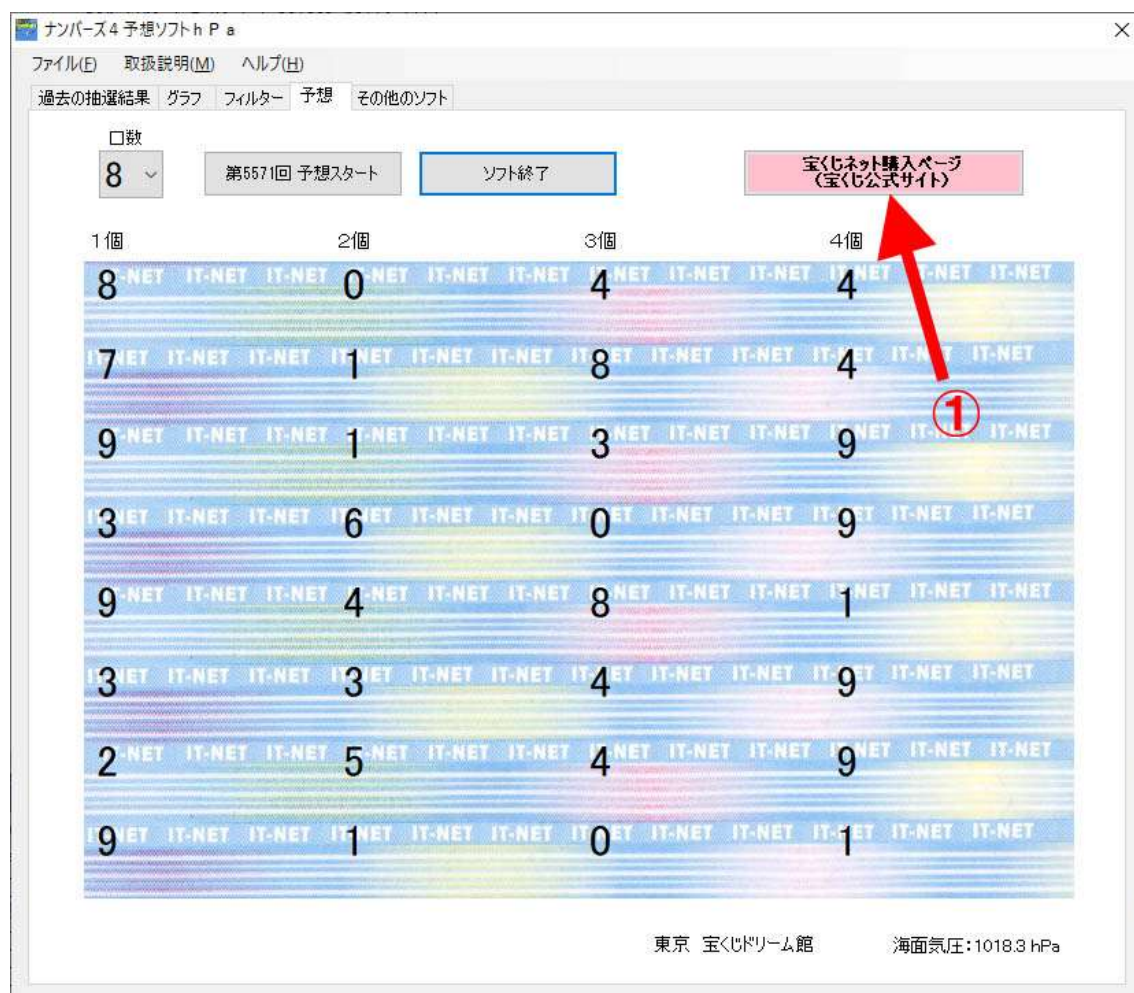 ナンバーズ4 予想ソフトhPa
ファイル(F) 取扱説明(M) ヘルプ(H)
過去の抽選結果 グラフ フィルター 予想 その他のソフト
口数
8 第5571回 予想スタート ソフト終了 宝くじネット購入ページ
(宝くじ公式サイト)
1個 2個 3個 4個
8 0 4 4
7 1 8 4
①
9 1 3 9
3 6 0 9
9 4 8 1
3 3 4 9
2 5 4 9
9 1 0 1
東京 宝くじドリーム館 海面気圧:1018.3 hPa